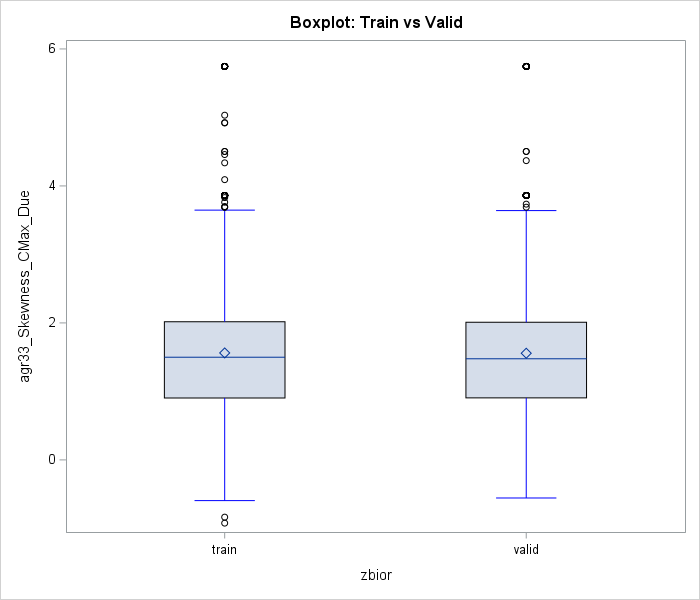 Boxplot: Train vs Valid
6
4
2
0
agr33_Skewness_CMax_Due
train
valid
zbior